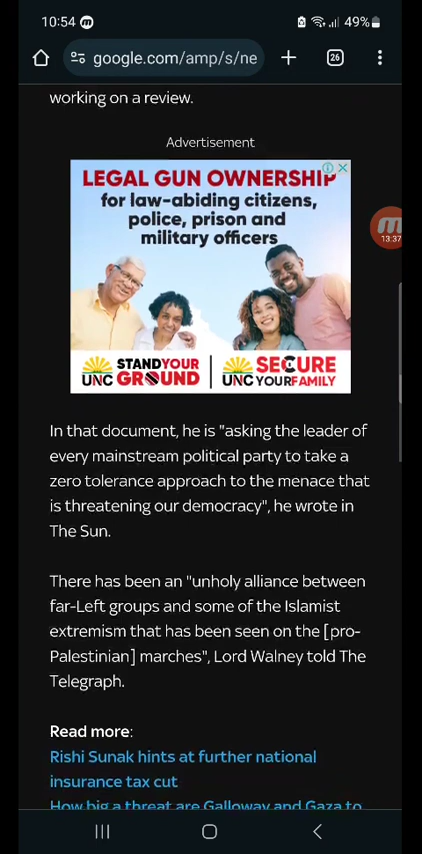 10:54
49%
google.com/amp/s/ne
26
working on a review.
Advertisement
LEGAL GUN OWNERSHIP
for law-abiding citizens,
police, prison and
military officers
13:37
UNC STAND YOUR GROUND
UNC SECURE YOUR FAMILY
In that document, he is "asking the leader of
every mainstream political party to take a
zero tolerance approach to the menace that
is threatening our democracy", he wrote in
The Sun.
There has been an "unholy alliance between
far-Left groups and some of the Islamist
extremism that has been seen on the [pro-
Palestinian] marches", Lord Walney told The
Telegraph.
Read more:
Rishi Sunak hints at further national
insurance tax cut
How big a threat are Galloway and Gaza to